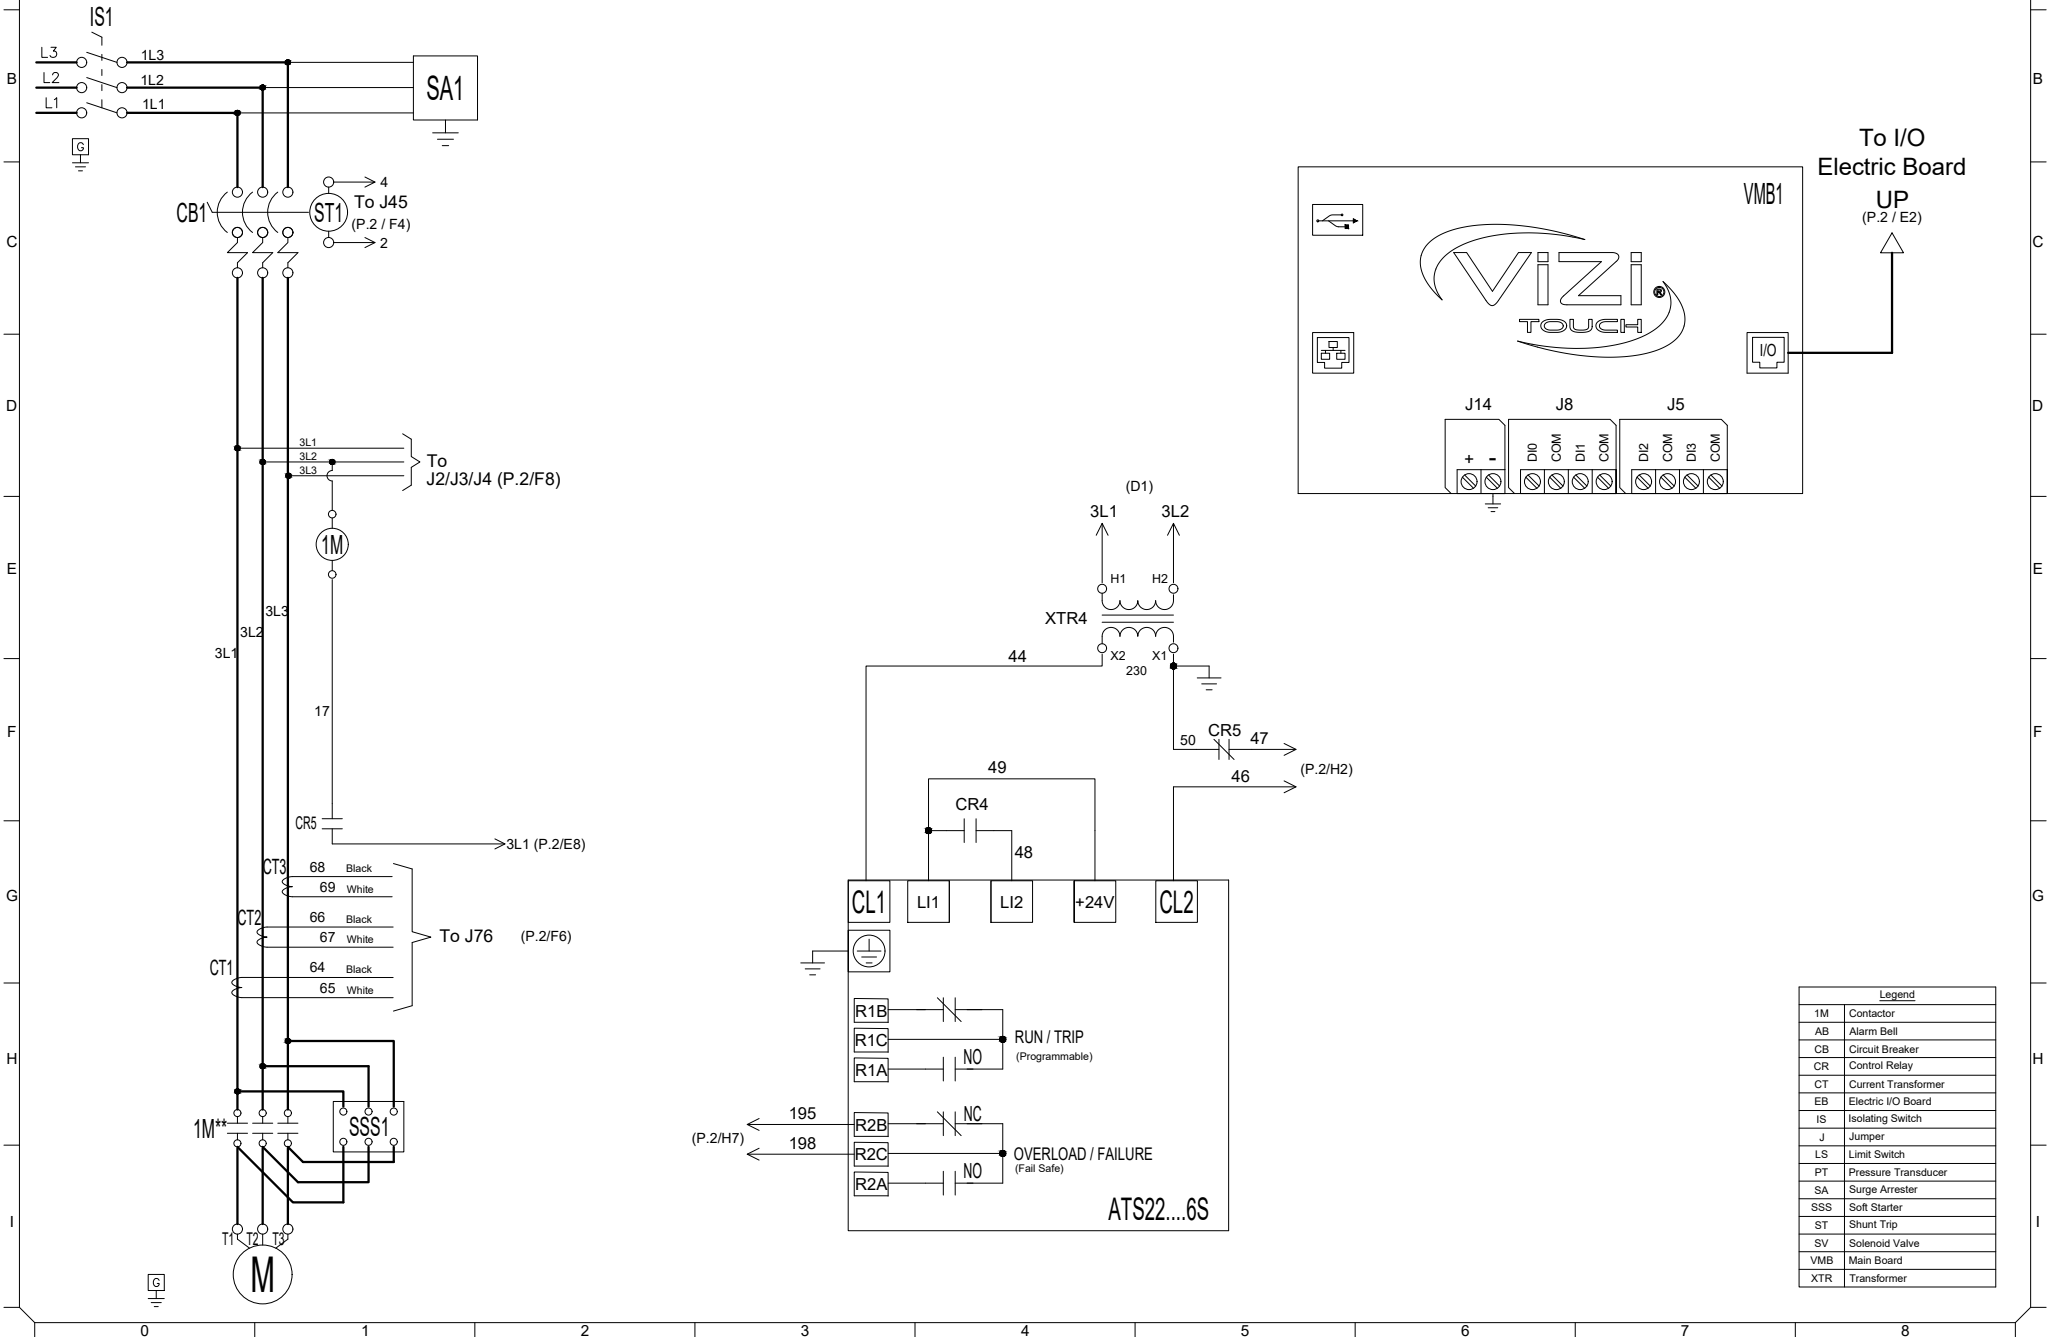 IS1
L3
1L3
L2
1L2
L1
1L1
SA1
G
B
B
CB1
ST1
4
To J45
(P.2 / F4)
2
C
C
To I/O
Electric Board
UP
(P.2 / E2)
VMB1
ViZi
®
TOUCH
I/O
J14
J8
J5
+
-
DI0
COM
DI1
COM
DI2
COM
DI3
COM
D
D
3L1
3L2
3L3
To
J2/J3/J4 (P.2/F8)
1M
E
E
3L3
3L2
3L1
(D1)
3L1
3L2
H1
H2
XTR4
X2
X1
230
44
17
F
F
CR5
50
47
46
(P.2/H2)
49
CR4
48
CR5
3L1 (P.2/E8)
CT3
68
Black
69
White
CT2
66
Black
67
White
CT1
64
Black
65
White
To J76
(P.2/F6)
G
G
CL1
LI1
LI2
+24V
CL2
R1B
R1C
R1A
NO
RUN / TRIP
(Programmable)
195
198
(P.2/H7)
R2B
R2C
R2A
NC
NO
OVERLOAD / FAILURE
(Fail Safe)
ATS22....6S
H
H
1M**
SSS1
I
I
T1
T2
T3
M
G
Legend
1M Contactor
AB Alarm Bell
CB Circuit Breaker
CR Control Relay
CT Current Transformer
EB Electric I/O Board
IS Isolating Switch
J Jumper
LS Limit Switch
PT Pressure Transducer
SA Surge Arrester
SSS Soft Starter
ST Shunt Trip
SV Solenoid Valve
VMB Main Board
XTR Transformer
0
1
2
3
4
5
6
7
8